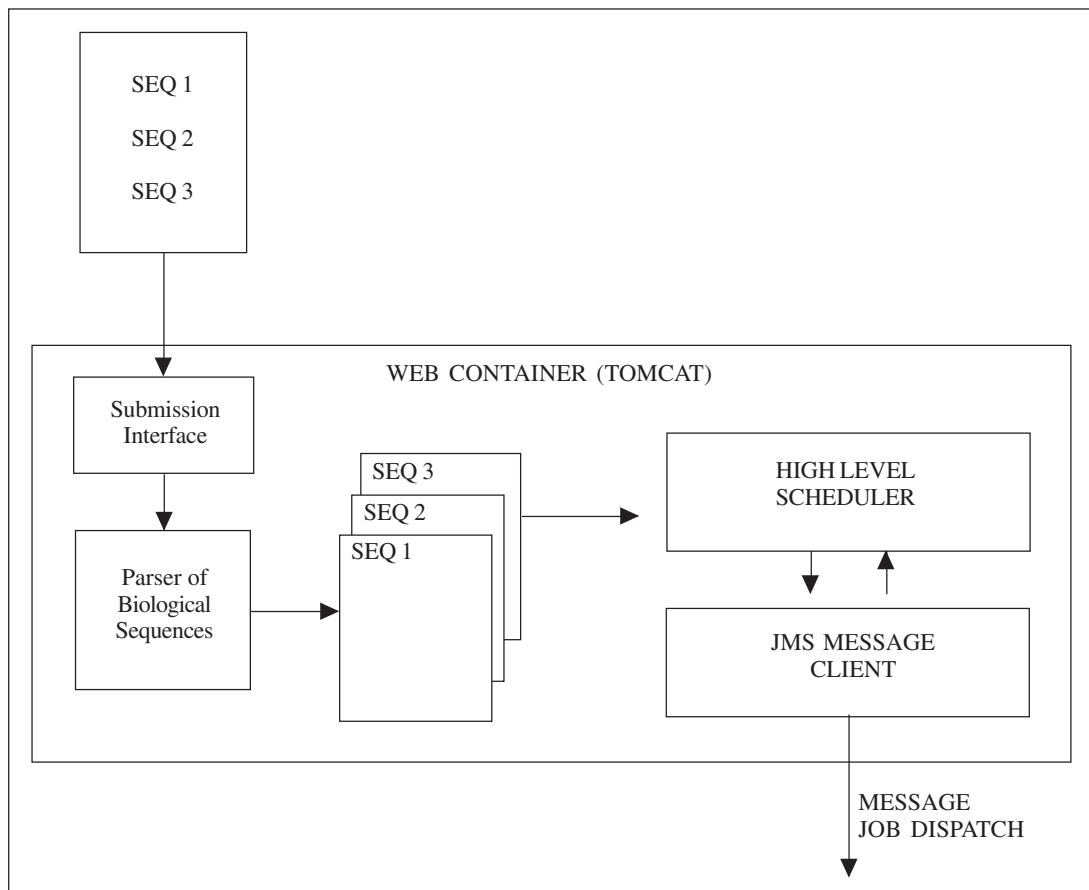 SEQ 1
SEQ 2
SEQ 3
WEB CONTAINER (TOMCAT)
Submission
Interface
Parser of
Biological
Sequences
SEQ 3
SEQ 2
SEQ 1
HIGH LEVEL
SCHEDULER
JMS MESSAGE
CLIENT
MESSAGE
JOB DISPATCH